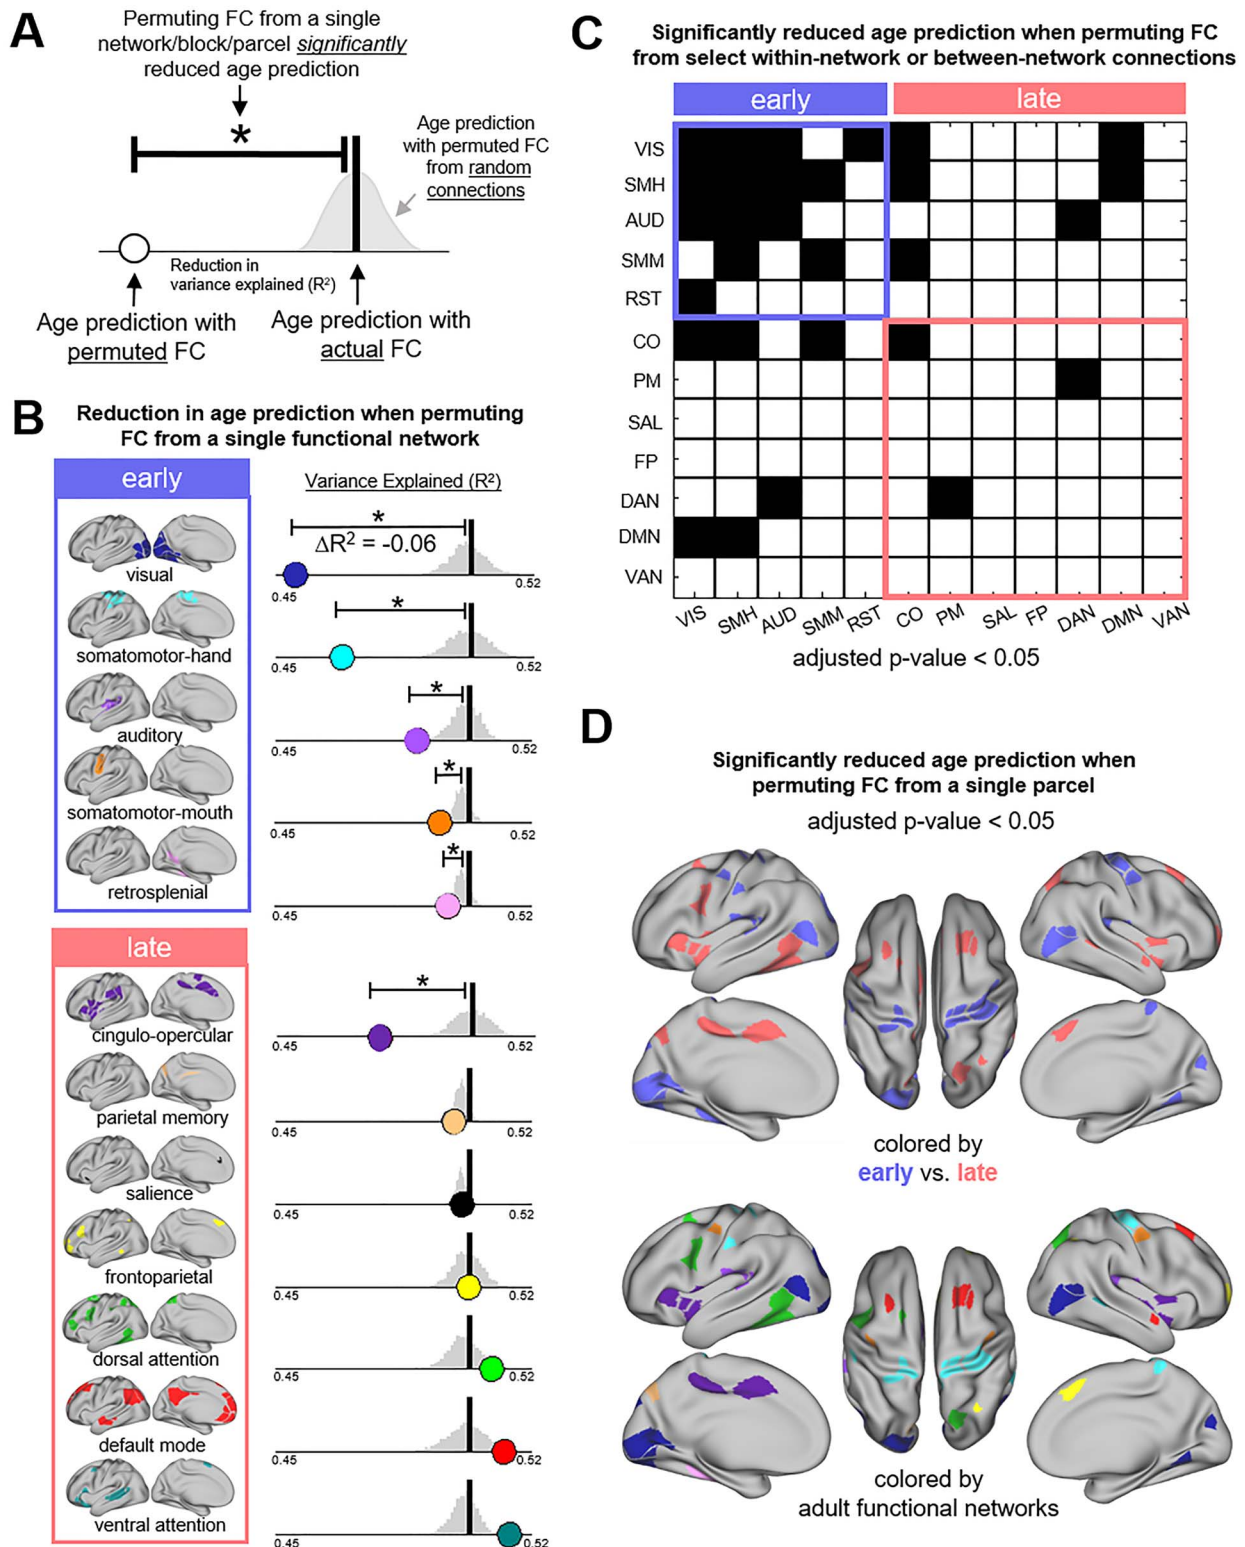 A
Permuting FC from a single
network/block/parcel significantly
reduced age prediction
*
Age prediction
with permuted FC
from random
connections
Reduction in
variance explained (R²)
Age prediction with
permuted FC
Age prediction with
actual FC
B
Reduction in age prediction when permuting
FC from a single functional network
early
Variance Explained (R²)
visual
*
ΔR² = -0.06
0.45
0.52
somatomotor-hand
*
0.45
0.52
auditory
*
0.45
0.52
somatomotor-mouth
*
0.45
0.52
retrosplenial
*
0.45
0.52
late
cingulo-opercular
*
0.45
0.52
parietal memory
0.45
0.52
salience
0.45
0.52
frontoparietal
0.45
0.52
dorsal attention
0.45
0.52
default mode
0.45
0.52
ventral attention
0.45
0.52
C
Significantly reduced age prediction when permuting FC
from select within-network or between-network connections
early
late
VIS
SMH
AUD
SMM
RST
CO
PM
SAL
FP
DAN
DMN
VAN
VIS SMH AUD SMM RST CO PM SAL FP DAN DMN VAN
adjusted p-value < 0.05
D
Significantly reduced age prediction when
permuting FC from a single parcel
adjusted p-value < 0.05
colored by
early vs. late
colored by
adult functional networks